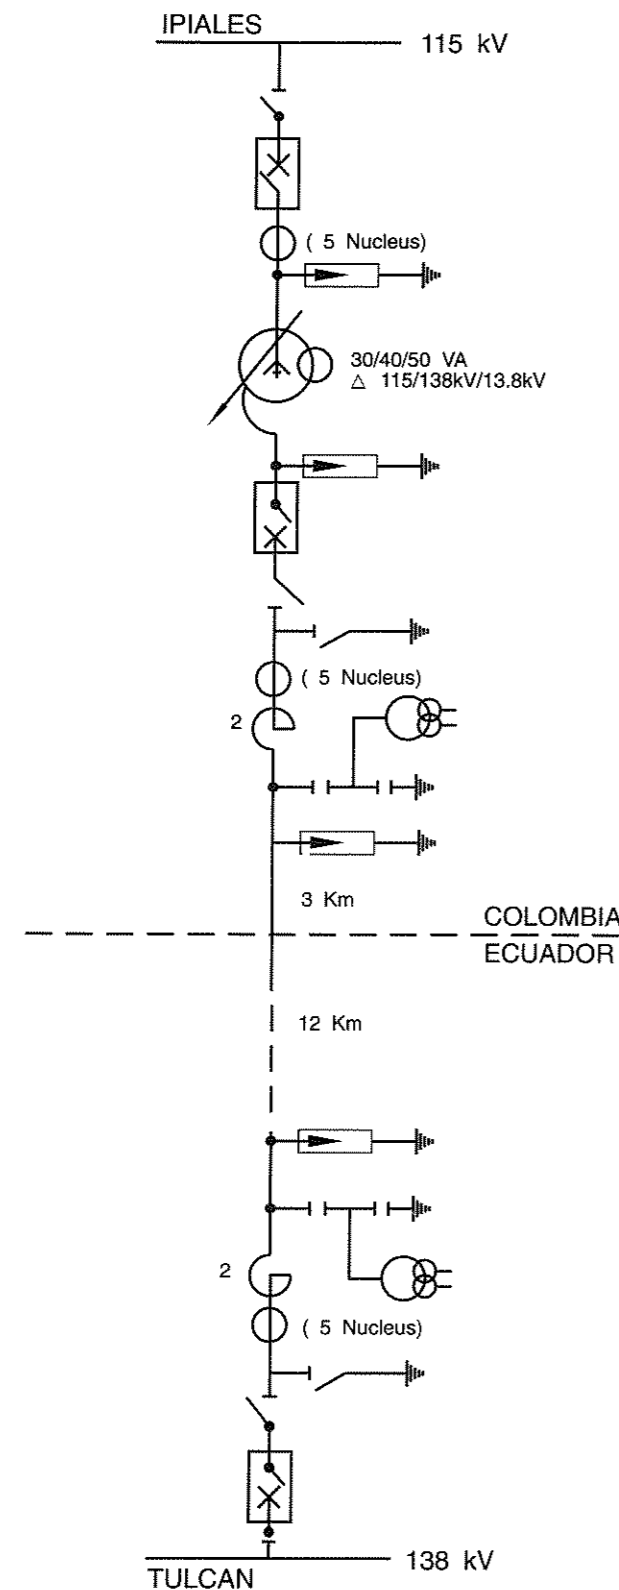 IPIALES
115 kV
( 5 Nucleus)
30/40/50 VA
△ 115/138kV/13.8kV
( 5 Nucleus)
2
3 Km
COLOMBIA
ECUADOR
12 Km
2
( 5 Nucleus)
138 kV
TULCAN